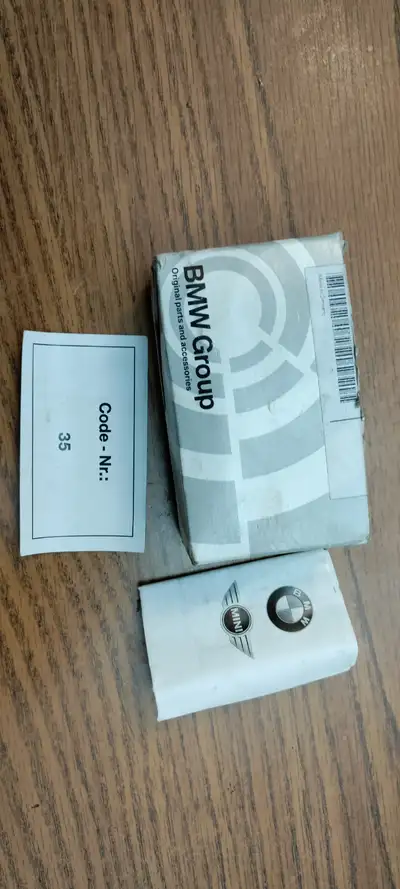 BMW Group
Original parts and accessories
Code - Nr.:
35
BMW
MINI